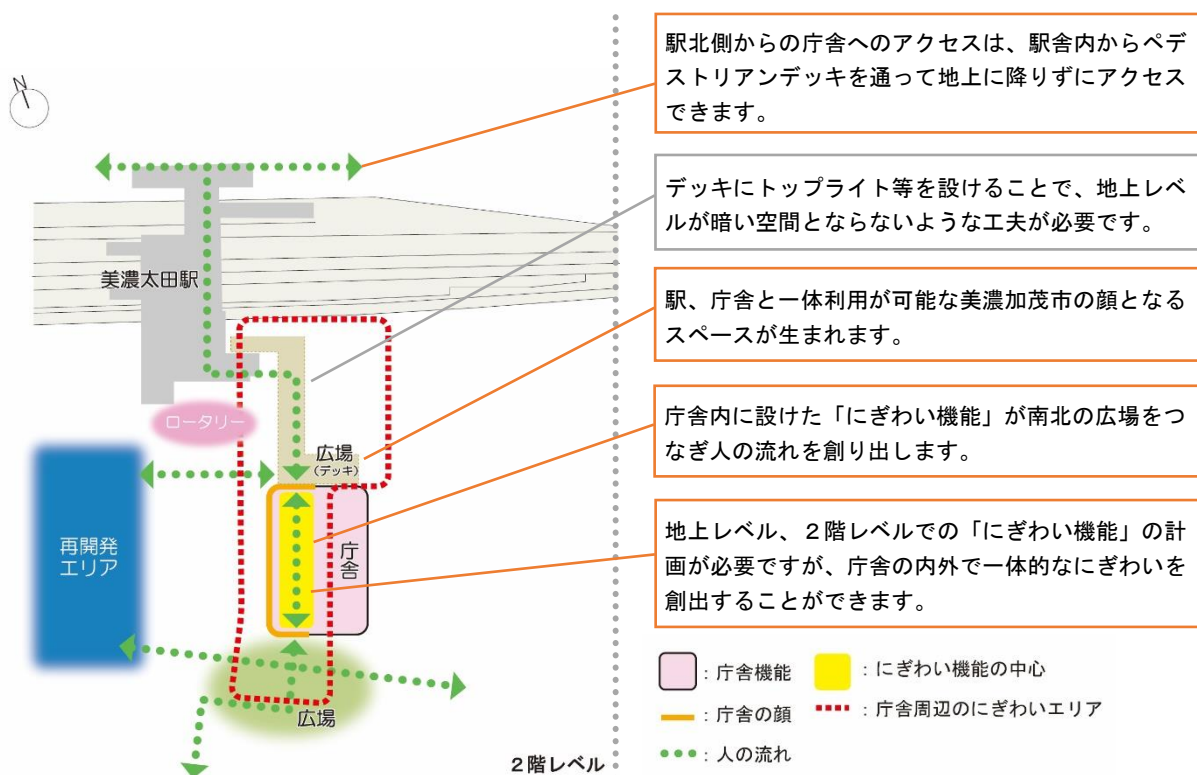 N
美濃太田駅
ロータリー
広場
(デッキ)
再開発
エリア
庁舎
広場
2階レベル
駅北側からの庁舎へのアクセスは、駅舎内からペデ
ストリアンデッキを通って地上に降りずにアクセス
できます。
デッキにトップライト等を設けることで、地上レベ
ルが暗い空間とならないような工夫が必要です。
駅、庁舎と一体利用が可能な美濃加茂市の顔となる
スペースが生まれます。
庁舎内に設けた「にぎわい機能」が南北の広場をつ
なぎ人の流れを創り出します。
地上レベル、２階レベルでの「にぎわい機能」の計
画が必要ですが、庁舎の内外で一体的なにぎわいを
創出することができます。
：庁舎機能
：にぎわい機能の中心
：庁舎の顔
：庁舎周辺のにぎわいエリア
：人の流れ